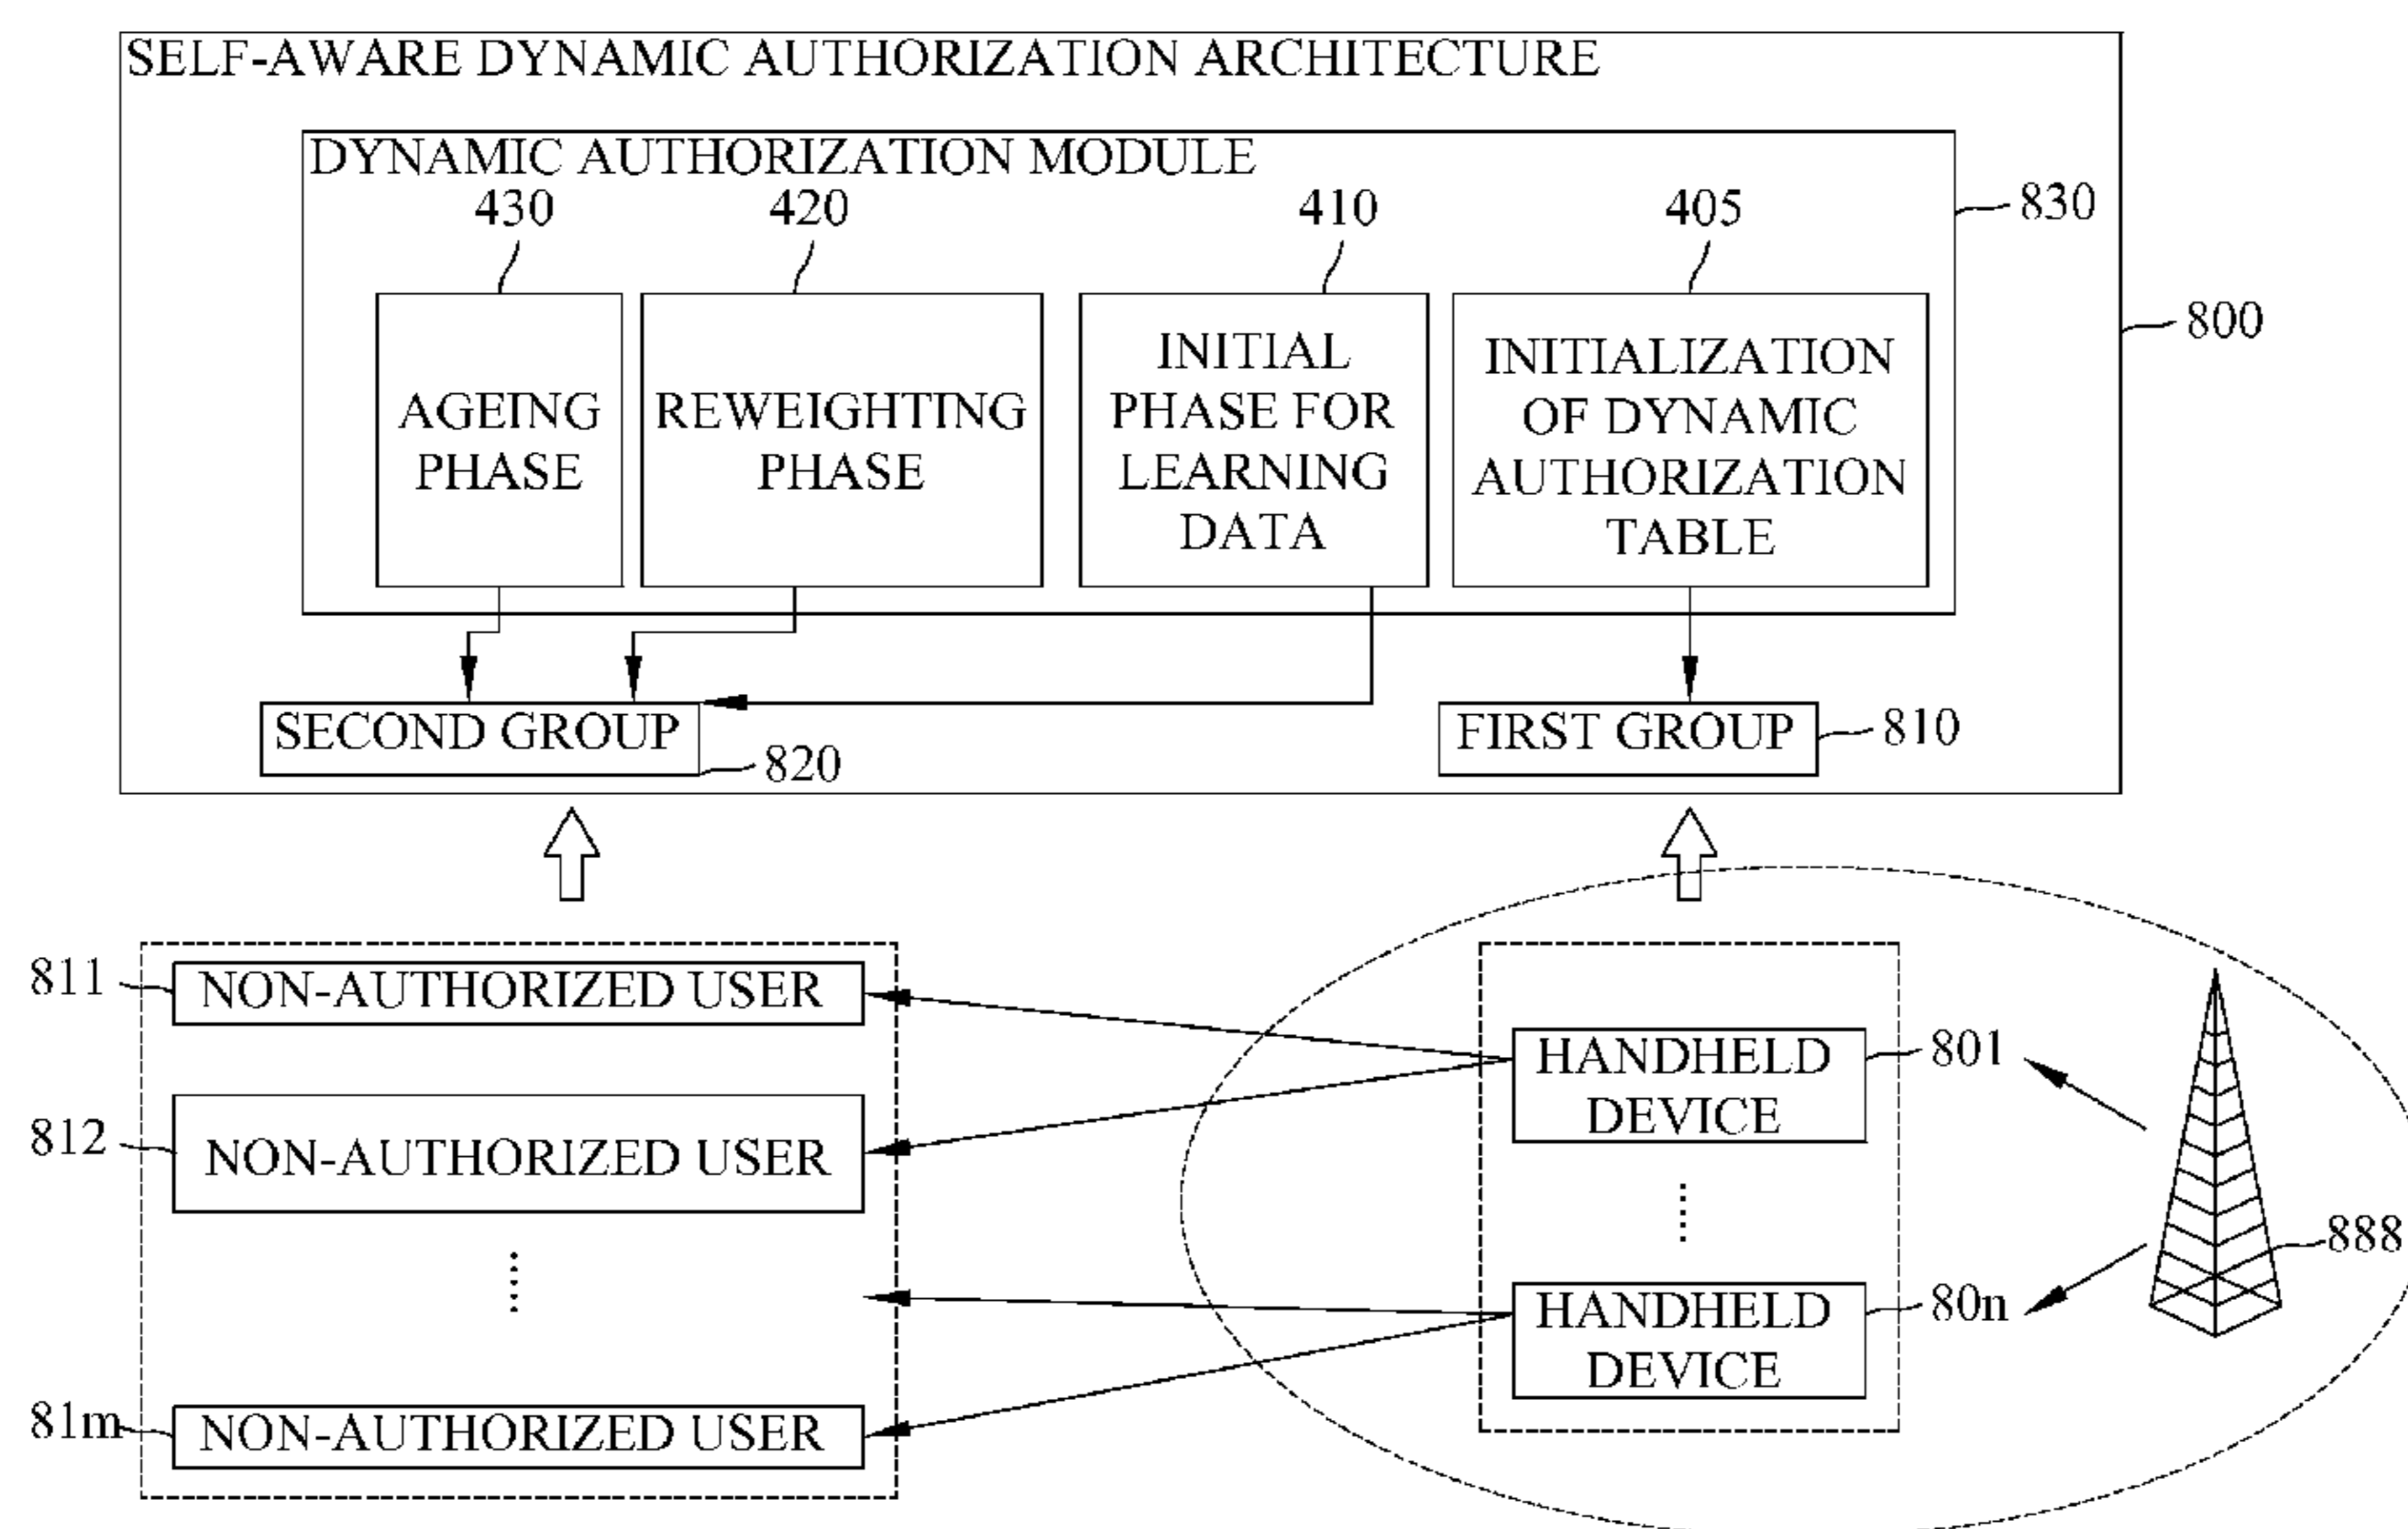 SELF-AWARE DYNAMIC AUTHORIZATION ARCHITECTURE
DYNAMIC AUTHORIZATION MODULE
430
420
410
405
830
800
AGEING
PHASE
REWEIGHTING
PHASE
INITIAL
PHASE FOR
LEARNING
DATA
INITIALIZATION
OF DYNAMIC
AUTHORIZATION
TABLE
SECOND GROUP
820
FIRST GROUP
810
811
NON-AUTHORIZED USER
812
NON-AUTHORIZED USER
81m
NON-AUTHORIZED USER
HANDHELD
DEVICE
801
HANDHELD
DEVICE
80n
888